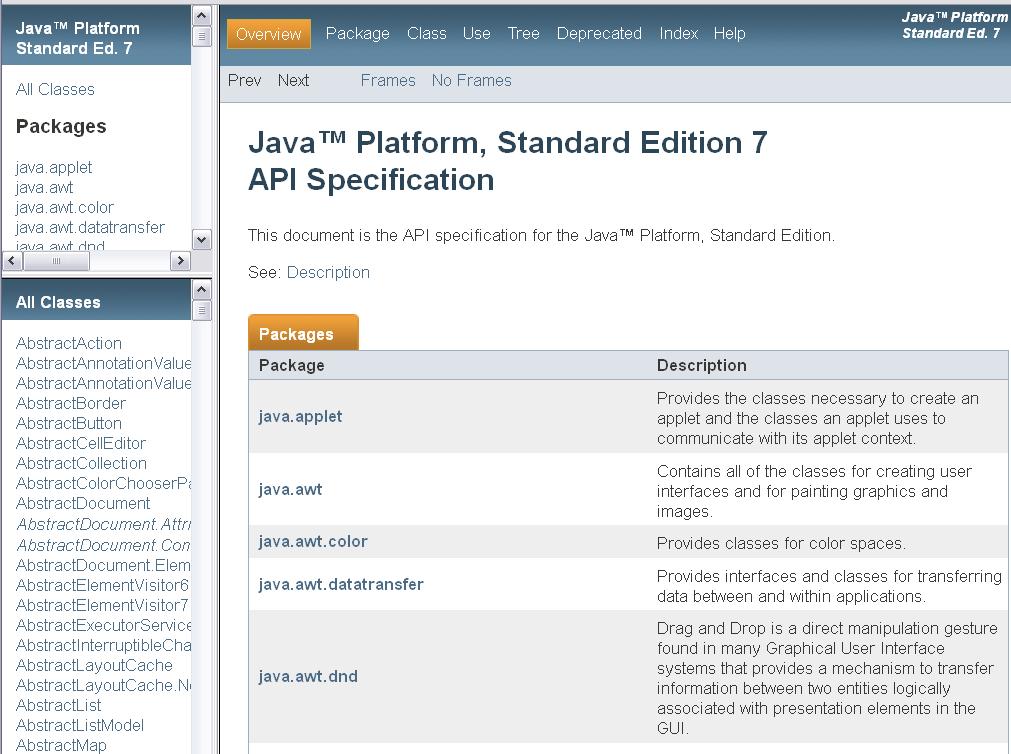 Java™ Platform
Standard Ed. 7
All Classes
Packages
java.applet
java.awt
java.awt.color
java.awt.datatransfer
java.awt.dnd
All Classes
AbstractAction
AbstractAnnotationValue
AbstractAnnotationValue
AbstractBorder
AbstractButton
AbstractCellEditor
AbstractCollection
AbstractColorChooserPa
AbstractDocument
AbstractDocument.Attri
AbstractDocument.Con
AbstractDocument.Elem
AbstractElementVisitor6
AbstractElementVisitor7
AbstractExecutorService
AbstractInterruptibleCha
AbstractLayoutCache
AbstractLayoutCache.No
AbstractList
AbstractListModel
AbstractMap
Overview Package Class Use Tree Deprecated Index Help
Java™ Platform
Standard Ed. 7
Prev Next Frames No Frames
Java™ Platform, Standard Edition 7
API Specification
This document is the API specification for the Java™ Platform, Standard Edition.
See: Description
Packages
Package Description
java.applet
Provides the classes necessary to create an
applet and the classes an applet uses to
communicate with its applet context.
java.awt
Contains all of the classes for creating user
interfaces and for painting graphics and
images.
java.awt.color
Provides classes for color spaces.
java.awt.datatransfer
Provides interfaces and classes for transferring
data between and within applications.
java.awt.dnd
Drag and Drop is a direct manipulation gesture
found in many Graphical User Interface
systems that provides a mechanism to transfer
information between two entities logically
associated with presentation elements in the
GUI.